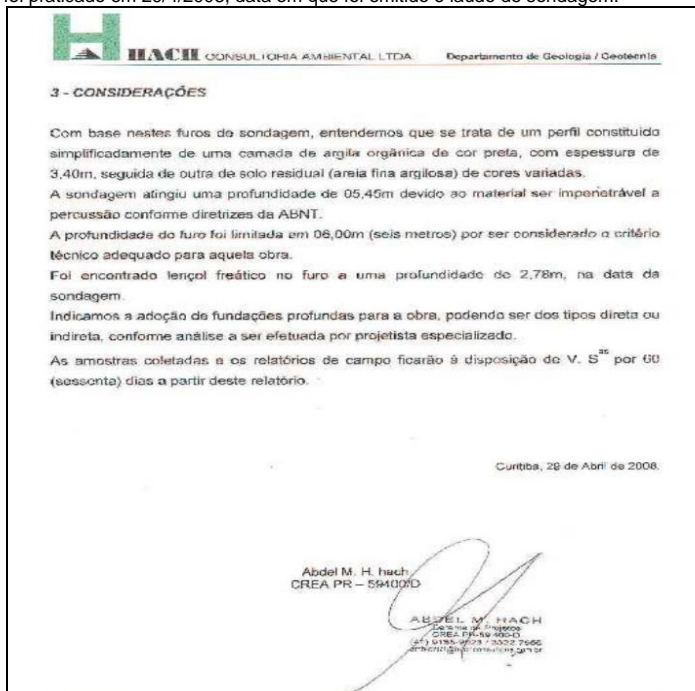 foi praticado em 29/4/2008, data em que foi emitido o laudo de sondagem.
HACH CONSULTORIA AMBIENTAL LTDA Departamento de Geologia / Geotecnia
3 - CONSIDERAÇÕES
Com base nestes furos de sondagem, entendemos que se trata de um perfil constituido
simplificadamente de uma camada de argila orgânica de cor preta, com espessura de
3,40m, seguida de outra de solo residual (areia fina argilosa) de cores variadas.
A sondagem atingiu uma profundidade de 05,45m devido ao material ser impenetrável a
percussão conforme diretrizes da ABNT.
A profundidade do furo foi limitada em 06,00m (seis metros) por ser considerado o critério
técnico adequado para aquela obra.
Foi encontrado lençol freático no furo a uma profundidade de 2,78m, na data da
sondagem.
Indicamos a adoção de fundações profundas para a obra, podendo ser dos tipos direta ou
indireta, conforme análise a ser efetuada por projetista especializado.
As amostras coletadas e os relatórios de campo ficarão à disposição de V. Sas por 60
(sessenta) dias a partir deste relatório.
Curitiba, 29 de Abril de 2008.
Abdel M. H. hach
CREA PR – 59400/D
ABDEL M. HACH
Gerente de Projetos
CREA PR-59.400-D